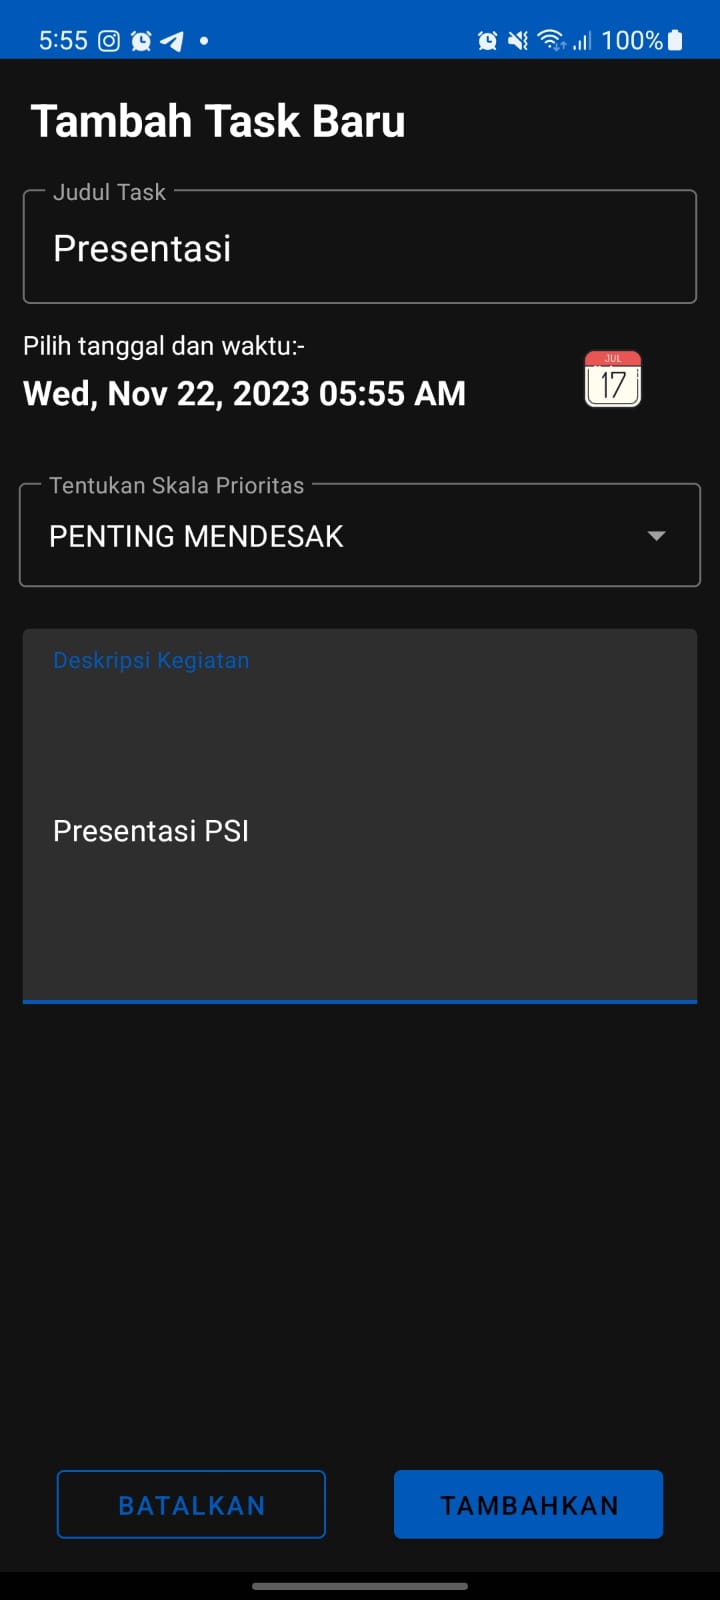 5:55 100%
Tambah Task Baru
Judul Task
Presentasi
Pilih tanggal dan waktu:-
JUL
17
Wed, Nov 22, 2023 05:55 AM
Tentukan Skala Prioritas
PENTING MENDESAK
Deskripsi Kegiatan
Presentasi PSI
BATALKAN TAMBAHKAN